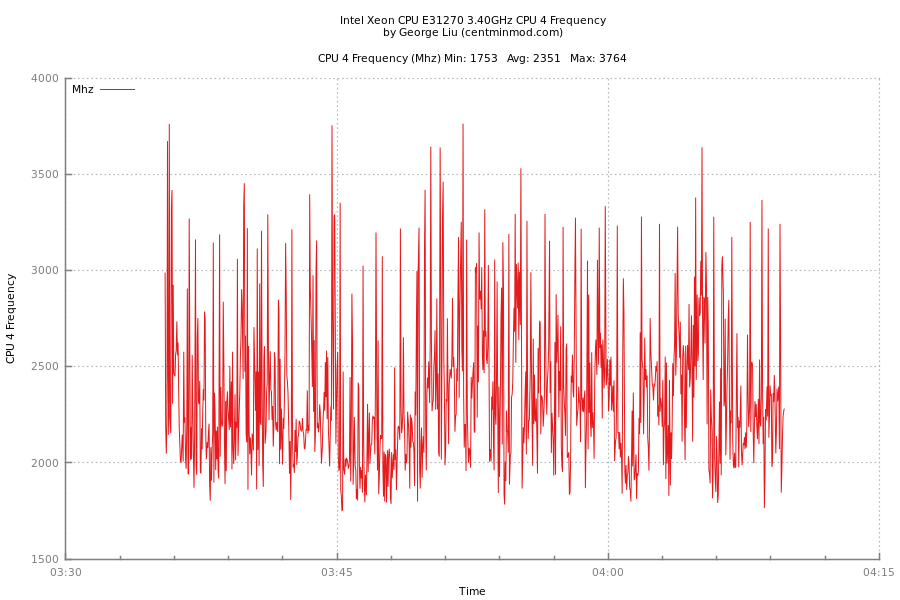 Intel Xeon CPU E31270 3.40GHz CPU 4 Frequency
by George Liu (centminmod.com)
CPU 4 Frequency (Mhz) Min: 1753 Avg: 2351 Max: 3764
4000
Mhz
3500
3000
CPU 4 Frequency
2500
2000
1500
03:30 03:45 04:00 04:15
Time